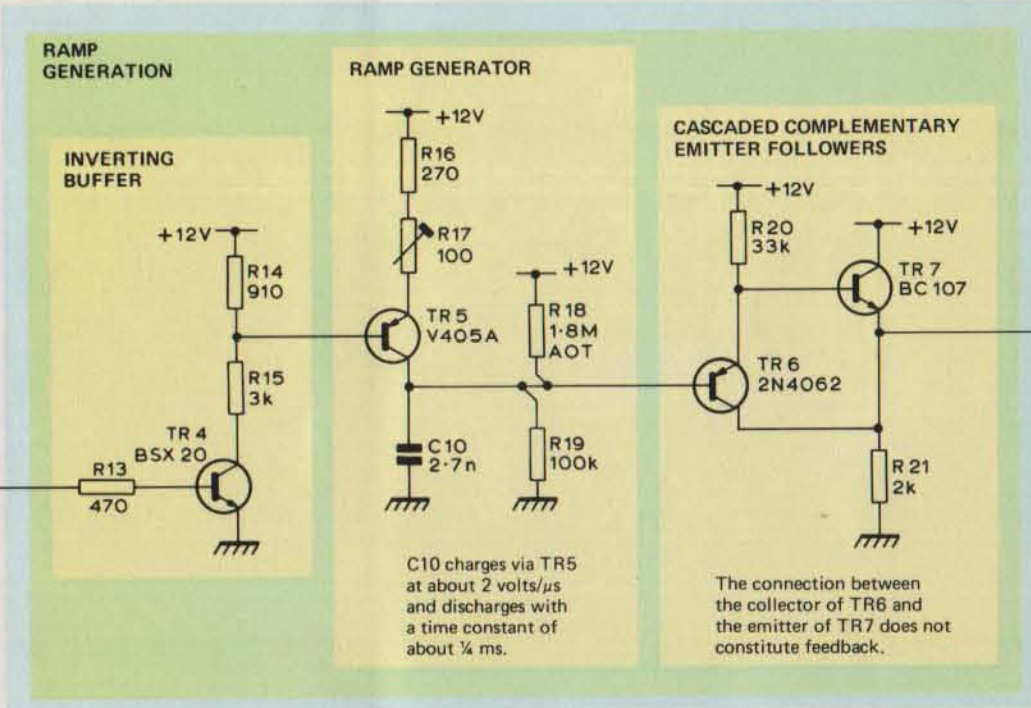 RAMP
GENERATION
INVERTING
BUFFER
+12V
R14
910
R15
3k
TR 4
BSX 20
R13
470
RAMP GENERATOR
+12V
R16
270
R17
100
TR 5
V405A
+12V
R18
1·8M
AOT
C10
2·7n
R19
100k
C10 charges via TR5
at about 2 volts/µs
and discharges with
a time constant of
about ¼ ms.
CASCADED COMPLEMENTARY
EMITTER FOLLOWERS
+12V
R20
33k
+12V
TR 7
BC 107
TR 6
2N4062
R 21
2k
The connection between
the collector of TR6 and
the emitter of TR7 does not
constitute feedback.